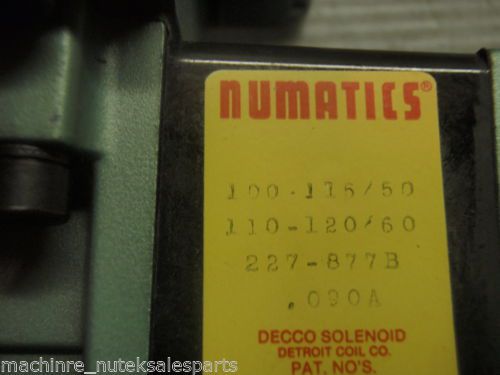 NUMATICS®
100-115/50
110-120/60
227-877B
.090A
DECCO SOLENOID
DETROIT COIL CO.
PAT. NO'S.
machinre_nuteksalesparts